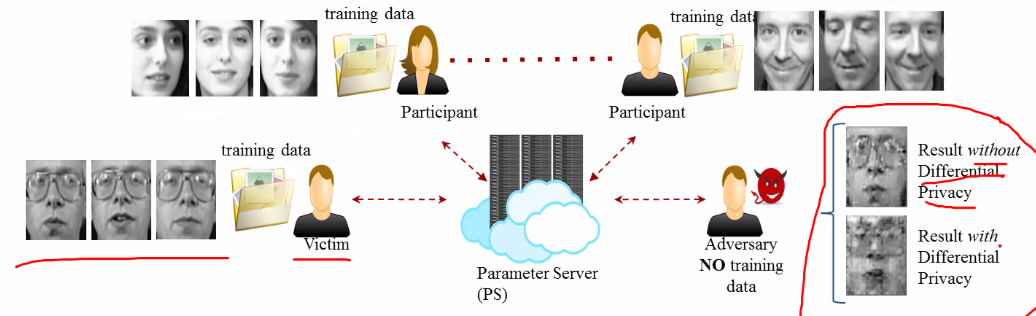 training data
training data
Participant
Participant
training data
Victim
Parameter Server
(PS)
Adversary
NO training
data
Result without
Differential
Privacy
Result with
Differential
Privacy